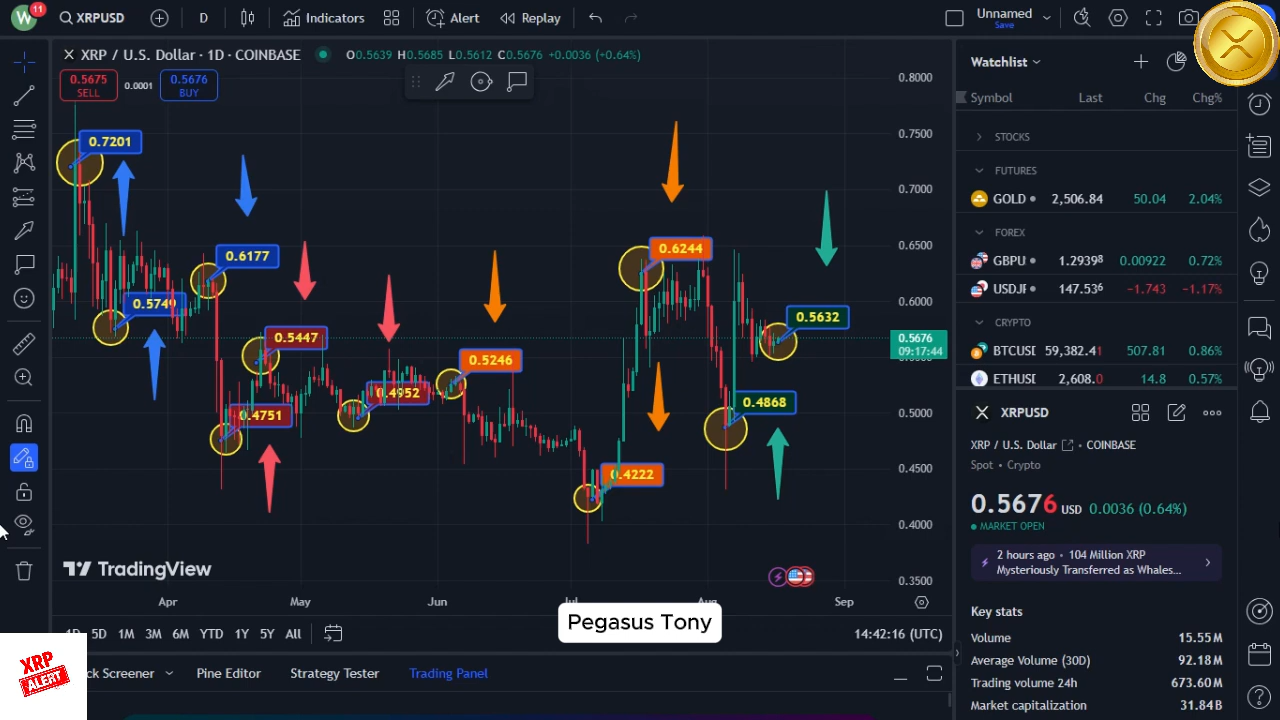 W
11
XRPUSD
D
Indicators
Alert
Replay
Unnamed
Save
XRP / U.S. Dollar · 1D · COINBASE
O0.5639 H0.5685 L0.5612 C0.5676 +0.0036 (+0.64%)
0.5675
SELL
0.0001
0.5676
BUY
0.7201
0.5749
0.6177
0.5447
0.4751
0.4952
0.5246
0.4222
0.6244
0.4868
0.5632
0.8000
0.7500
0.7000
0.6500
0.6000
0.5676
09:17:44
0.5000
0.4500
0.4000
0.3500
TradingView
Apr
May
Jun
Jul
Aug
Sep
Pegasus Tony
1D 5D 1M 3M 6M YTD 1Y 5Y All
14:42:16 (UTC)
ck Screener
Pine Editor
Strategy Tester
Trading Panel
XRP
ALERT
Watchlist
Symbol Last Chg Chg%
STOCKS
FUTURES
GOLD 2,506.84 50.04 2.04%
FOREX
GBPU 1.29398 0.00922 0.72%
USDJF 147.536 −1.743 −1.17%
CRYPTO
BTCUSI 59,382.41 507.81 0.86%
ETHUSI 2,608.0 14.8 0.57%
XRPUSD
XRP / U.S. Dollar COINBASE
Spot • Crypto
0.5676 USD 0.0036 (0.64%)
MARKET OPEN
2 hours ago • 104 Million XRP
Mysteriously Transferred as Whales...
Key stats
Volume 15.55M
Average Volume (30D) 92.18M
Trading volume 24h 673.60M
Market capitalization 31.84B